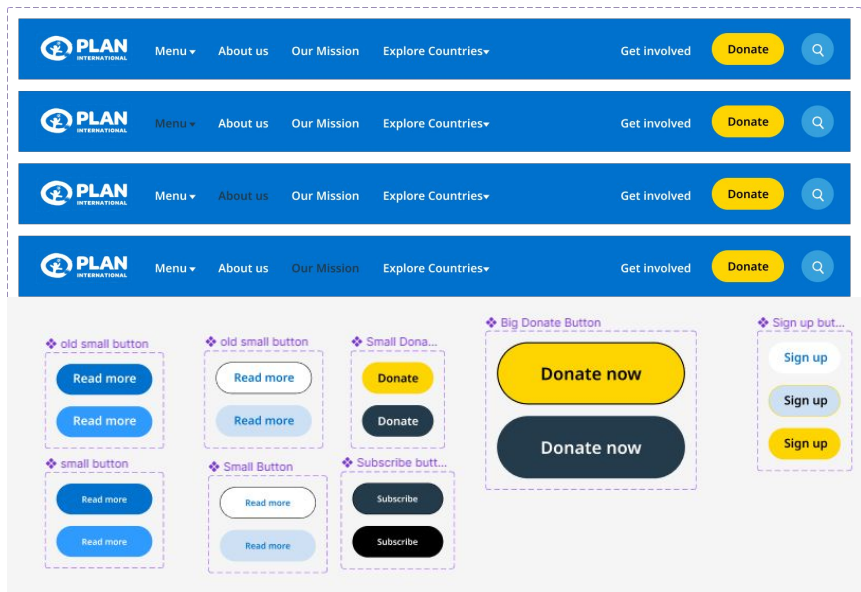 PLAN INTERNATIONAL Menu About us Our Mission Explore Countries Get involved Donate
PLAN INTERNATIONAL Menu About us Our Mission Explore Countries Get involved Donate
PLAN INTERNATIONAL Menu About us Our Mission Explore Countries Get involved Donate
PLAN INTERNATIONAL Menu About us Our Mission Explore Countries Get involved Donate
old small button
Read more
Read more
old small button
Read more
Read more
Small Dona...
Donate
Donate
Big Donate Button
Donate now
Donate now
Sign up but...
Sign up
Sign up
Sign up
small button
Read more
Read more
Small Button
Read more
Read more
Subscribe butt...
Subscribe
Subscribe